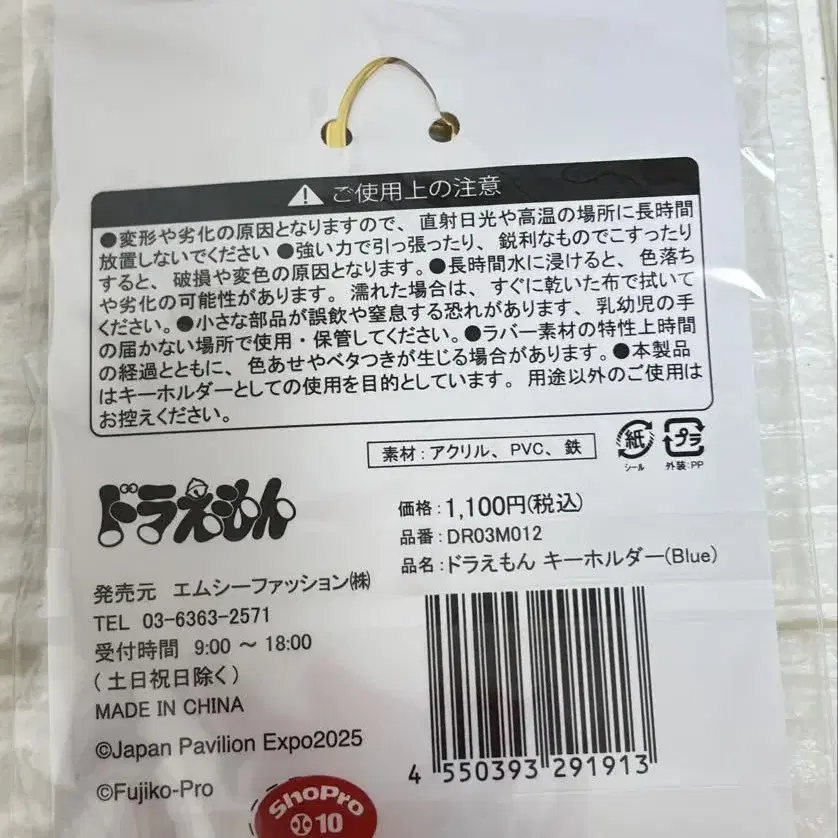 ⚠ ご使用上の注意
●変形や劣化の原因となりますので、直射日光や高温の場所に長時間
放置しないでください ●強い力で引っ張ったり、鋭利なものでこすったり
すると、破損や変色の原因となります。●長時間水に浸けると、色落ち
や劣化の可能性があります。濡れた場合は、すぐに乾いた布で拭いて
ください。●小さな部品が誤飲や窒息する恐れがあります、乳幼児の手
の届かない場所で使用・保管してください。●ラバー素材の特性上時間
の経過とともに、色あせやベタつきが生じる場合があります。●本製品
はキーホルダーとしての使用を目的としています。用途以外のご使用は
お控えください。
素材：アクリル、PVC、鉄
紙
シール
プラ
外装：PP
ドラえもん
価格：1,100円(税込)
品番：DR03M012
品名：ドラえもん キーホルダー(Blue)
発売元 エムシーファッション㈱
TEL 03-6363-2571
受付時間 9:00 ～ 18:00
(土日祝日除く)
MADE IN CHINA
©Japan Pavilion Expo2025
©Fujiko-Pro
4 550393 291913
ShoPro
10